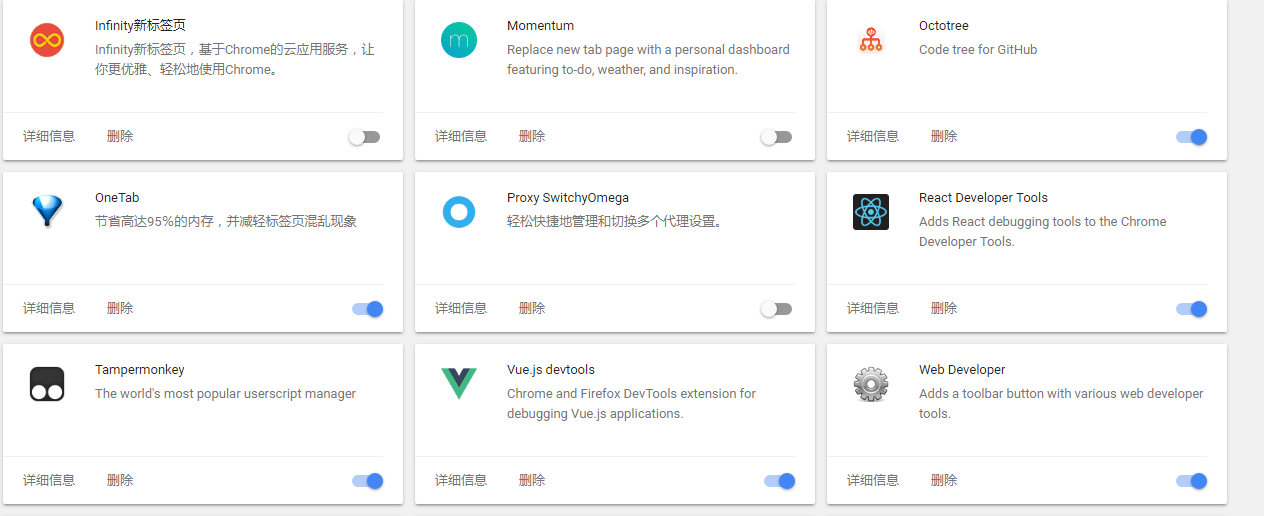 Infinity新标签页
Infinity新标签页，基于Chrome的云应用服务，让
你更优雅、轻松地使用Chrome。
详细信息 删除
Momentum
Replace new tab page with a personal dashboard
featuring to-do, weather, and inspiration.
详细信息 删除
Octotree
Code tree for GitHub
详细信息 删除
OneTab
节省高达95%的内存，并减轻标签页混乱现象
详细信息 删除
Proxy SwitchyOmega
轻松快捷地管理和切换多个代理设置。
详细信息 删除
React Developer Tools
Adds React debugging tools to the Chrome
Developer Tools.
详细信息 删除
Tampermonkey
The world's most popular userscript manager
详细信息 删除
Vue.js devtools
Chrome and Firefox DevTools extension for
debugging Vue.js applications.
详细信息 删除
Web Developer
Adds a toolbar button with various web developer
tools.
详细信息 删除